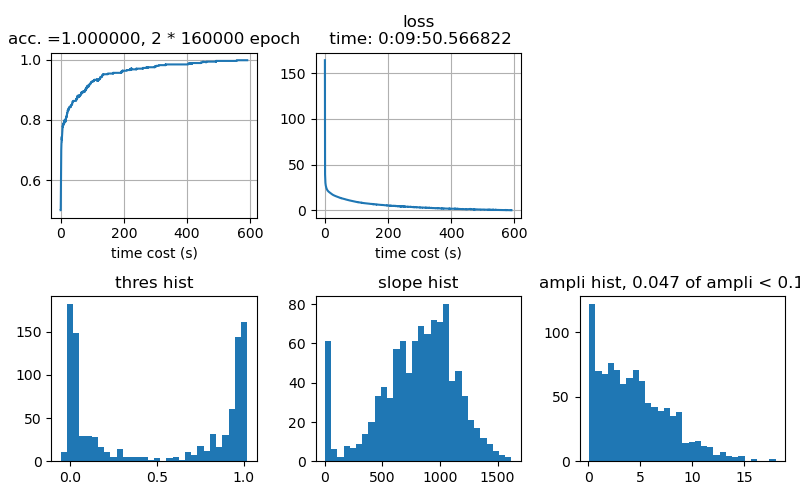 acc. =1.000000, 2 * 160000 epoch
1.0
0.8
0.6
0 200 400 600
time cost (s)
loss
time: 0:09:50.566822
150
100
50
0
0 200 400 600
time cost (s)
thres hist
150
100
50
0
0.0 0.5 1.0
slope hist
80
60
40
20
0
0 500 1000 1500
ampli hist, 0.047 of ampli < 0.1
100
50
0
0 5 10 15